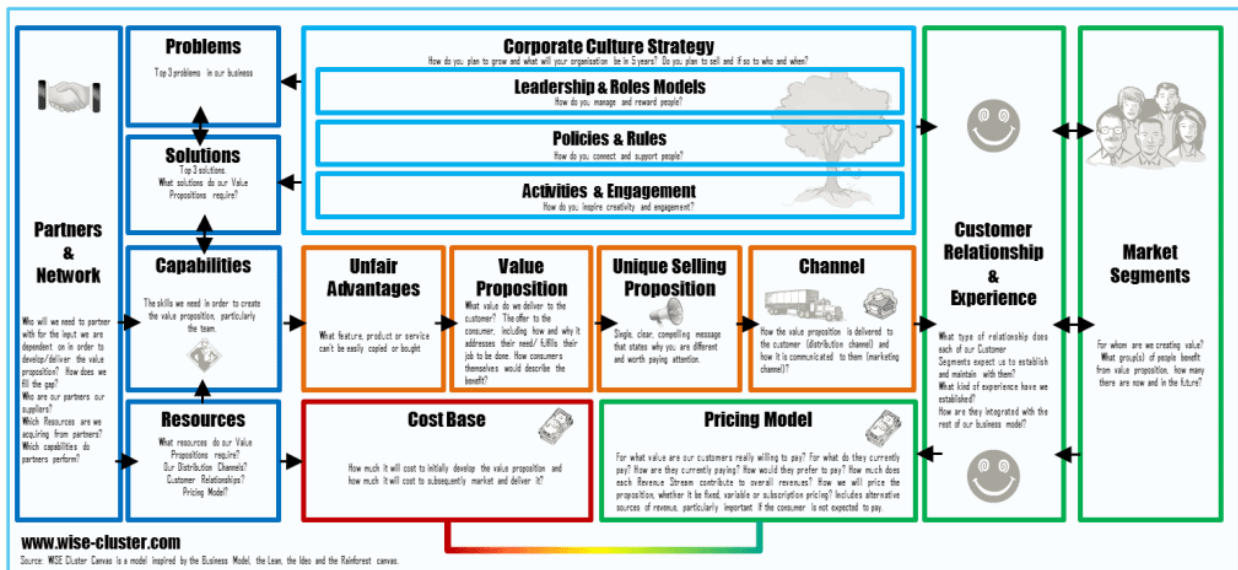 Partners
&
Network
Who will we need to partner
with for the input we are
dependent on in order to
develop/deliver the value
proposition? How does we
fill the gap?
Who are our partners our
suppliers?
Which Resources are we
acquiring from partners?
Which capabilities do
partners perform?
Problems
Top 3 problems in our business
Solutions
Top 3 solutions.
What solutions do our Value
Propositions require?
Capabilities
The skills we need in order to create
the value proposition, particularly
the team.
Resources
What resources do our Value
Propositions require?
Our Distribution Channels?
Customer Relationships?
Pricing Model?
Corporate Culture Strategy
How do you plan to grow and what will your organisation be in 5 years? Do you plan to sell and if so to who and when?
Leadership & Roles Models
How do you manage and reward people?
Policies & Rules
How do you connect and support people?
Activities & Engagement
How do you inspire creativity and engagement?
Unfair
Advantages
What feature, product or service
can't be easily copied or bought
Value
Proposition
What value do we deliver to the
customer? The offer to the
consumer, including how and why it
addresses their need/ fulfills their
job to be done. How consumers
themselves would describe the
benefit?
Unique Selling
Proposition
Single, clear, compelling message
that states why you are different
and worth paying attention.
Channel
How the value proposition is delivered to
the customer (distribution channel) and
how it is communicated to them (marketing
channel)?
Cost Base
How much it will cost to initially develop the value proposition and
how much it will cost to subsequently market and deliver it?
Pricing Model
For what value are our customers really willing to pay? For what do they currently
pay? How are they currently paying? How would they prefer to pay? How much does
each Revenue Stream contribute to overall revenues? How we will price the
proposition, whether it be fixed, variable or subscription pricing? Includes alternative
sources of revenue, particularly important If the consumer is not expected to pay.
Customer
Relationship
&
Experience
What type of relationship does
each of our Customer
Segments expect us to establish
and maintain with them?
What kind of experience have we
established?
How are they integrated with the
rest of our business model?
Market
Segments
For whom are we creating value?
What group(s) of people benefit
from value proposition, how many
there are now and in the future?
www.wise-cluster.com
Source: WISE Cluster Canvas is a model inspired by the Business Model, the Lean, the Ideo and the Rainforest canvas.